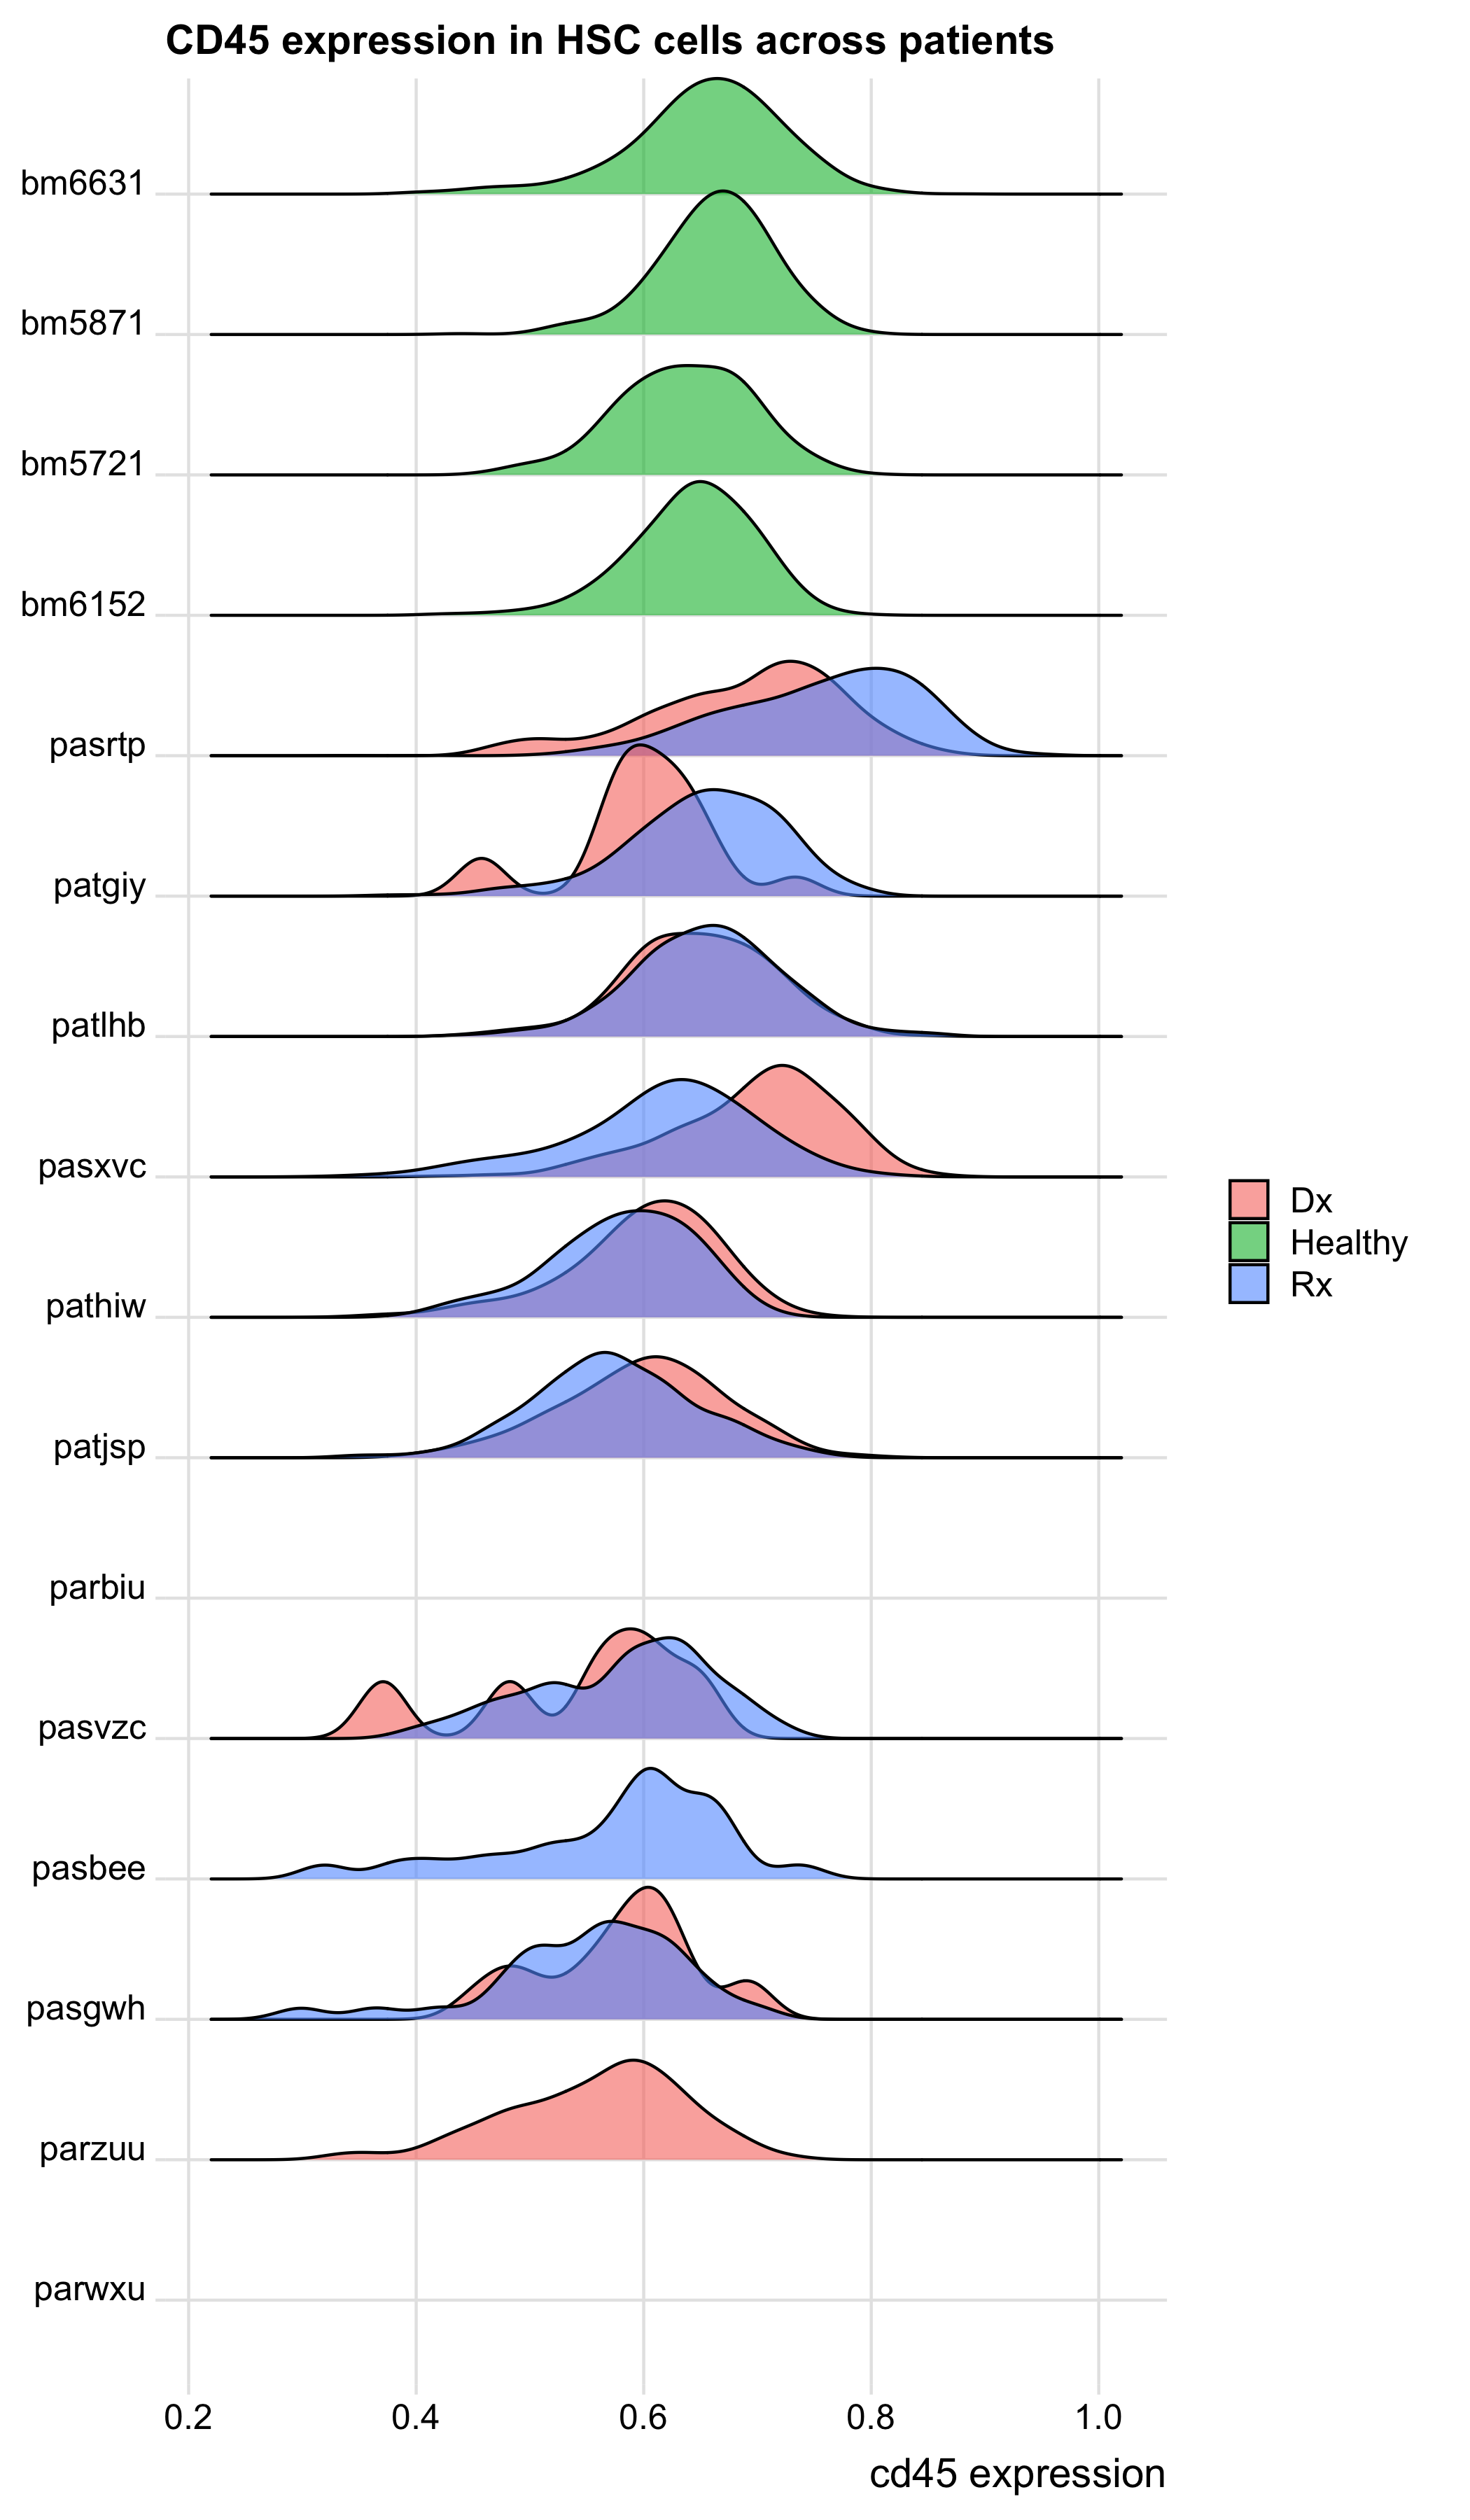 CD45 expression in HSC cells across patients
bm6631
bm5871
bm5721
bm6152
pasrtp
patgiy
patlhb
pasxvc
pathiw
patjsp
parbiu
pasvzc
pasbee
pasgwh
parzuu
parwxu
0.2 0.4 0.6 0.8 1.0
cd45 expression
Dx
Healthy
Rx